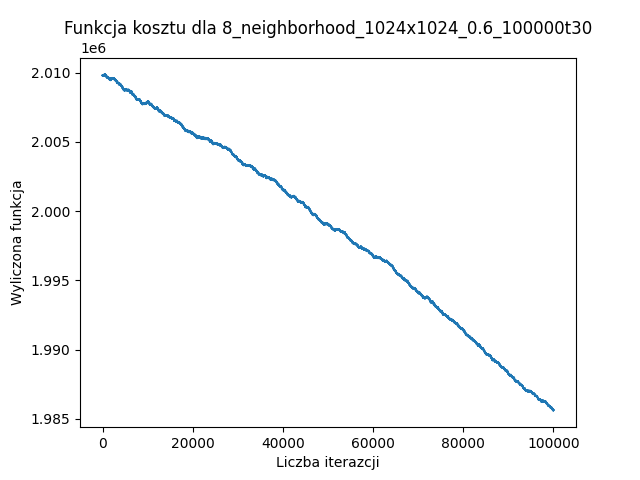 Funkcja kosztu dla 8_neighborhood_1024x1024_0.6_100000t30
1e6
2.010
2.005
2.000
1.995
1.990
1.985
Wyliczona funkcja
0 20000 40000 60000 80000 100000
Liczba iterazcji